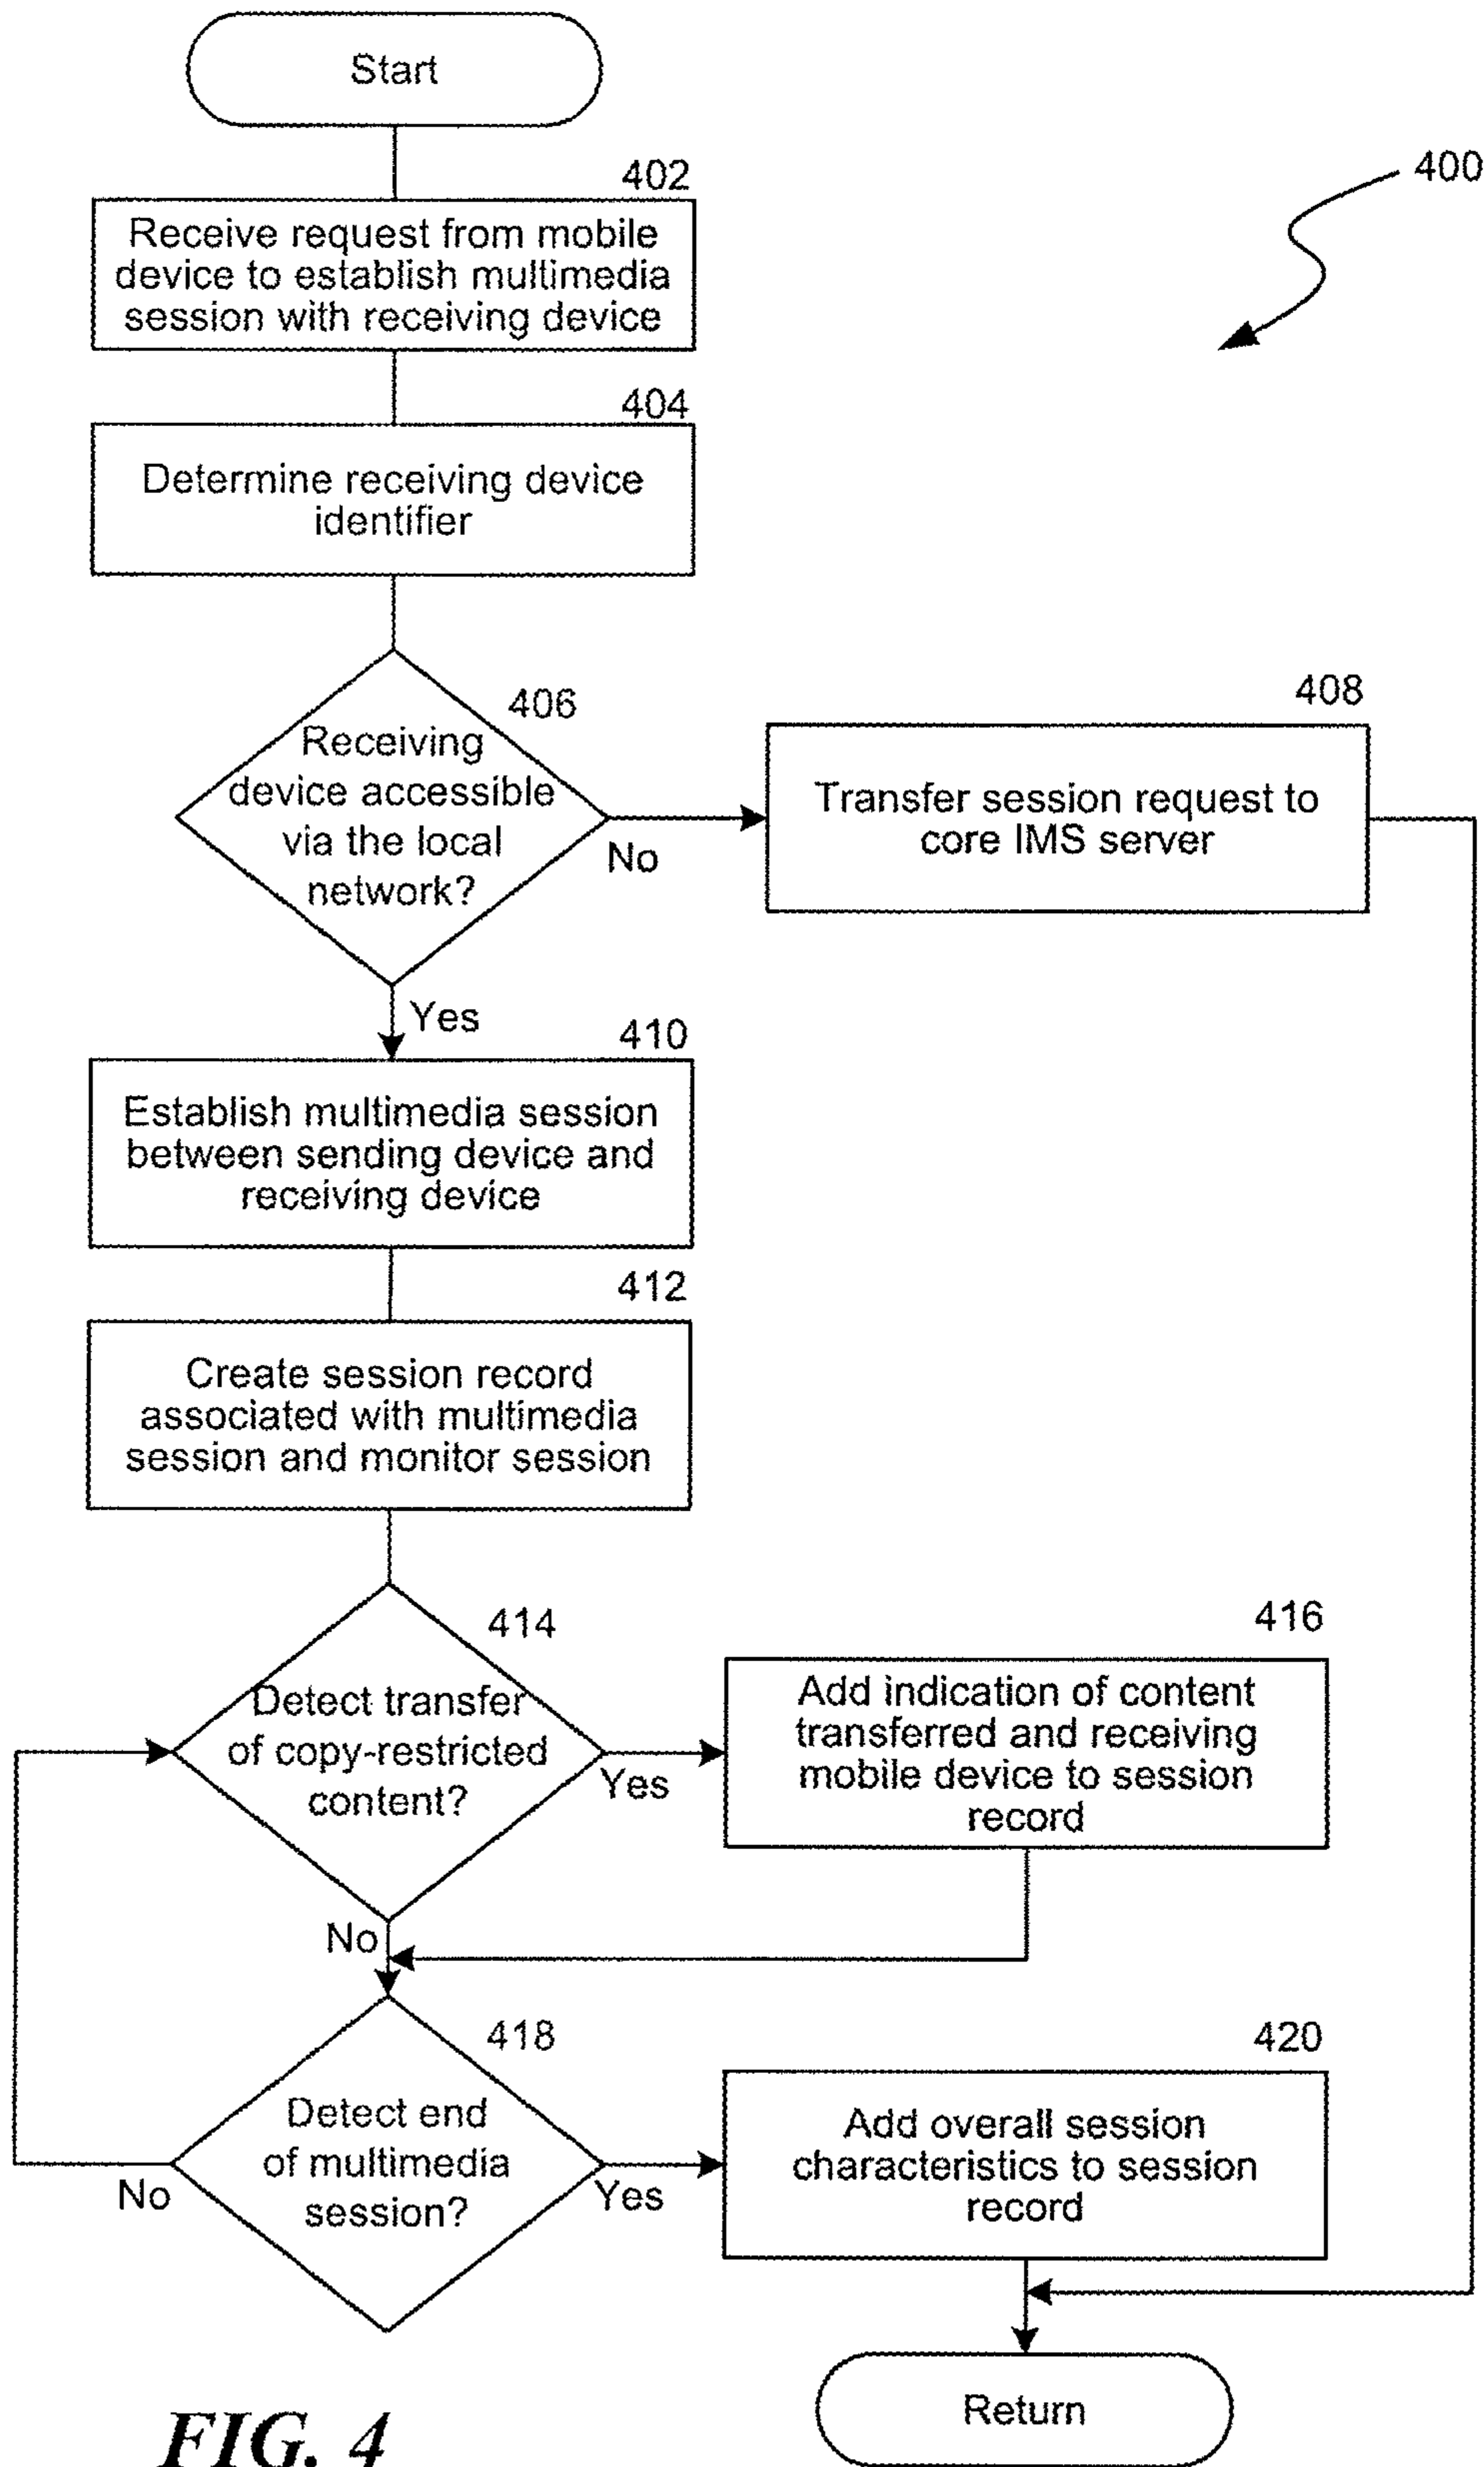 Start
400
402
Receive request from mobile
device to establish multimedia
session with receiving device
404
Determine receiving device
identifier
406
Receiving
device accessible
via the local
network?
No
408
Transfer session request to
core IMS server
Yes
410
Establish multimedia session
between sending device and
receiving device
412
Create session record
associated with multimedia
session and monitor session
414
Detect transfer
of copy-restricted
content?
Yes
416
Add indication of content
transferred and receiving
mobile device to session
record
No
418
Detect end
of multimedia
session?
No
Yes
420
Add overall session
characteristics to session
record
Return
FIG. 4